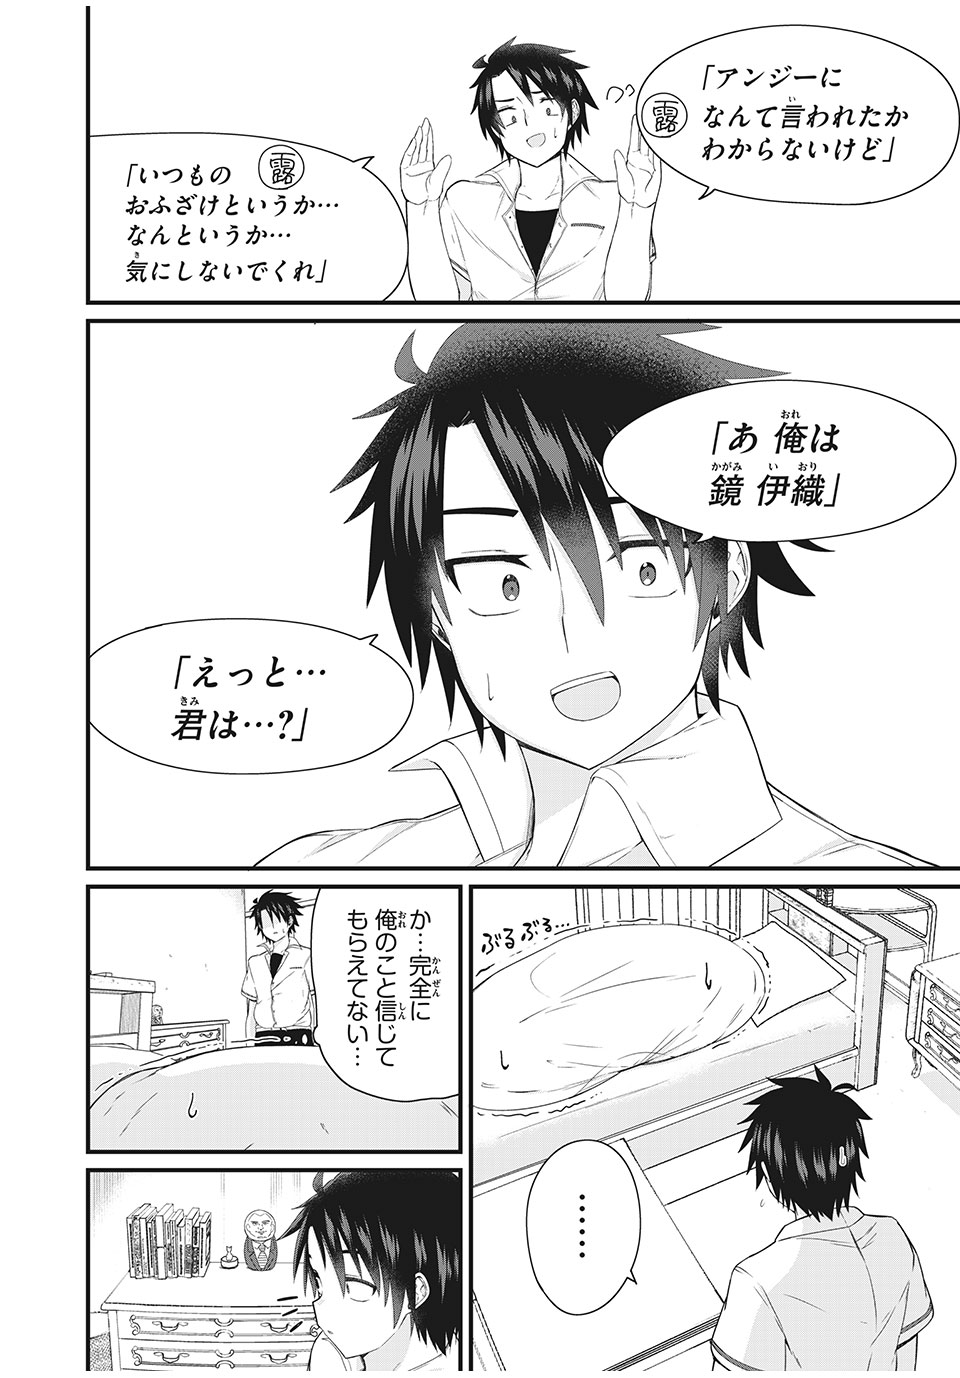 露
「アンジーに
なんて言われたか
わからないけど」
露
「いつもの
おふざけというか…
なんというか…
気にしないでくれ」
「あ 俺は
鏡 伊織」
「えっと…
君は…?」
ぶるぶる…
………
か…完全に
俺のこと信じて
もらえてない…